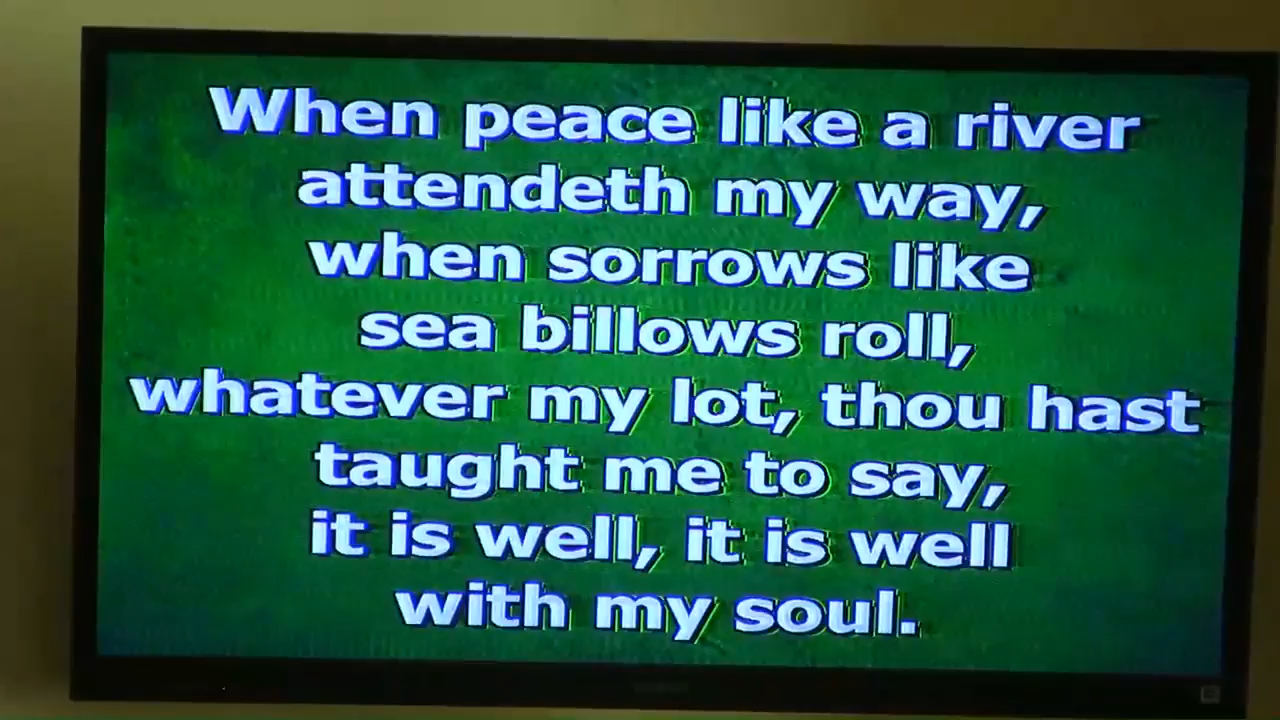 When peace like a river
attendeth my way,
when sorrows like
sea billows roll,
whatever my lot, thou hast
taught me to say,
it is well, it is well
with my soul.